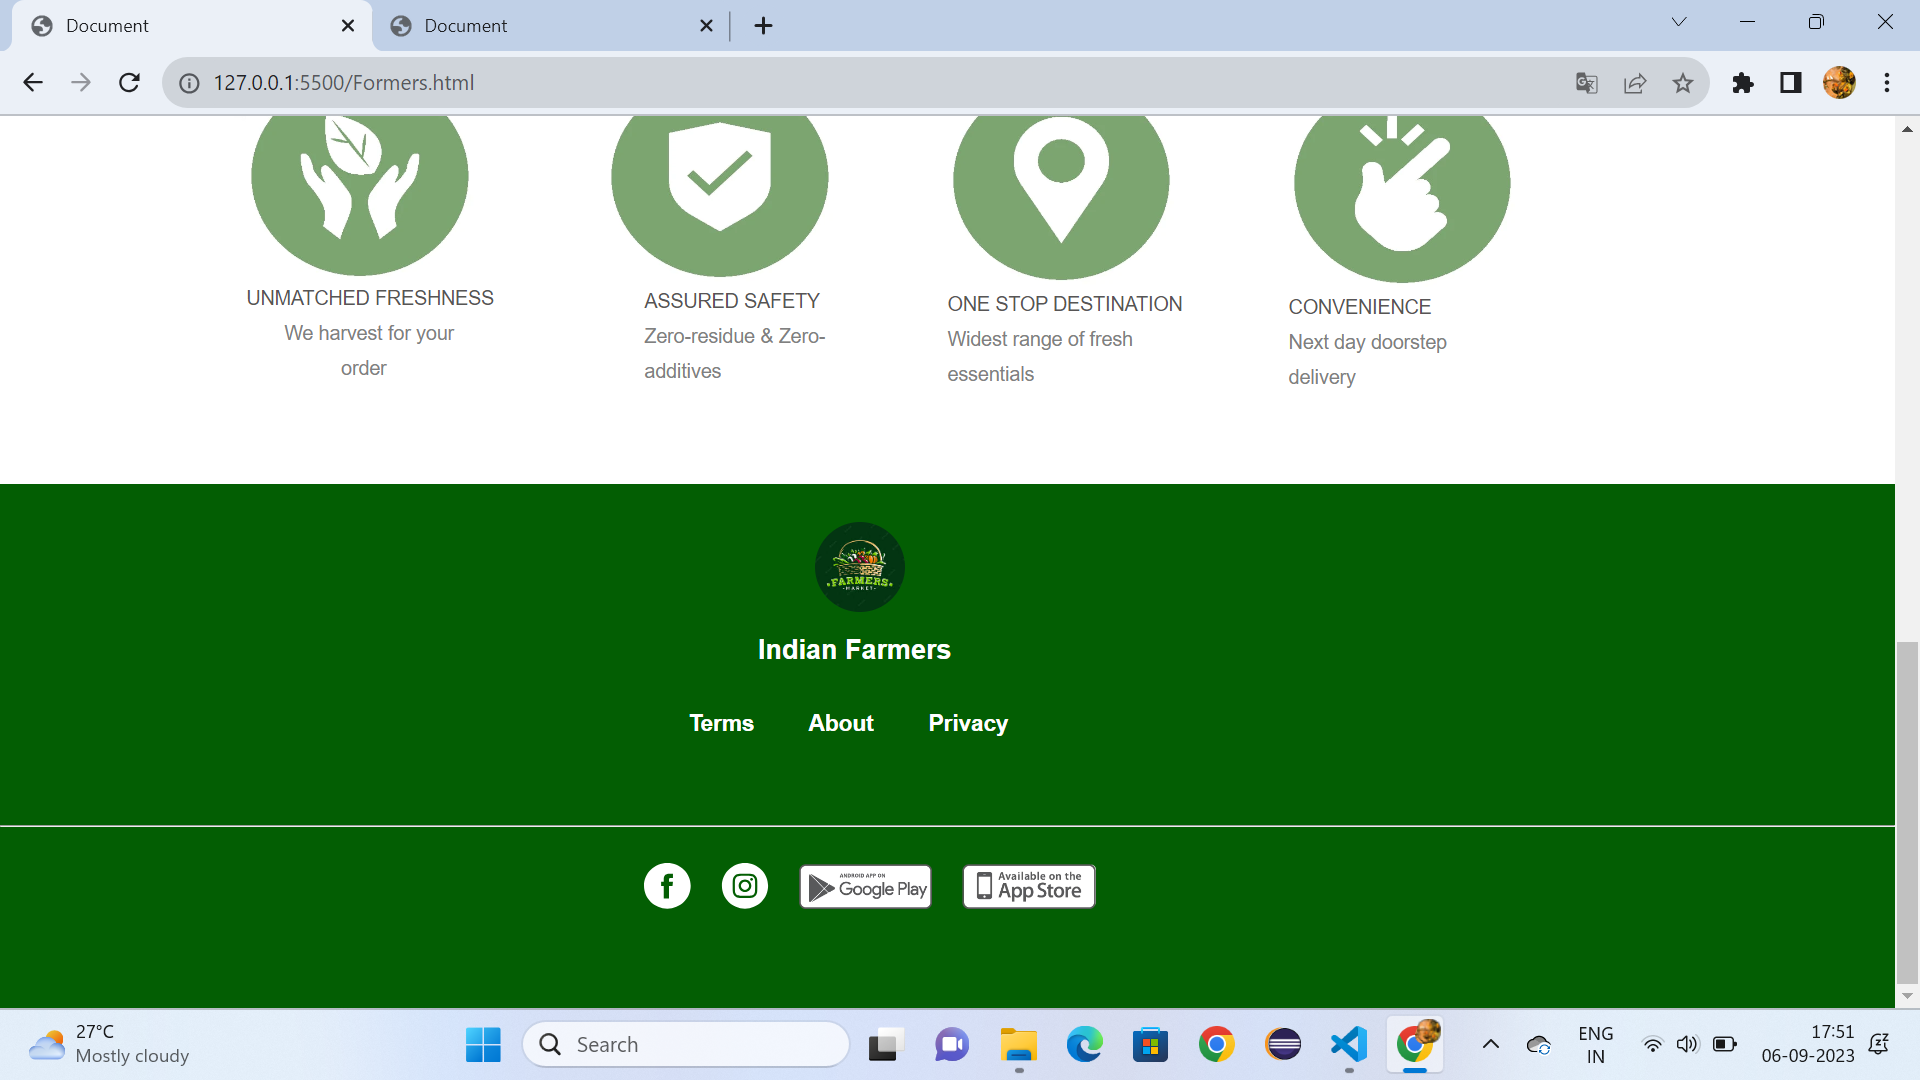 Document
Document
127.0.0.1:5500/Formers.html
UNMATCHED FRESHNESS
We harvest for your
order
ASSURED SAFETY
Zero-residue & Zero-
additives
ONE STOP DESTINATION
Widest range of fresh
essentials
CONVENIENCE
Next day doorstep
delivery
FARMERS
MARKET
Indian Farmers
Terms About Privacy
ANDROID APP ON
Google Play
Available on the
App Store
27°C
Mostly cloudy
Search
ENG
IN
17:51
06-09-2023